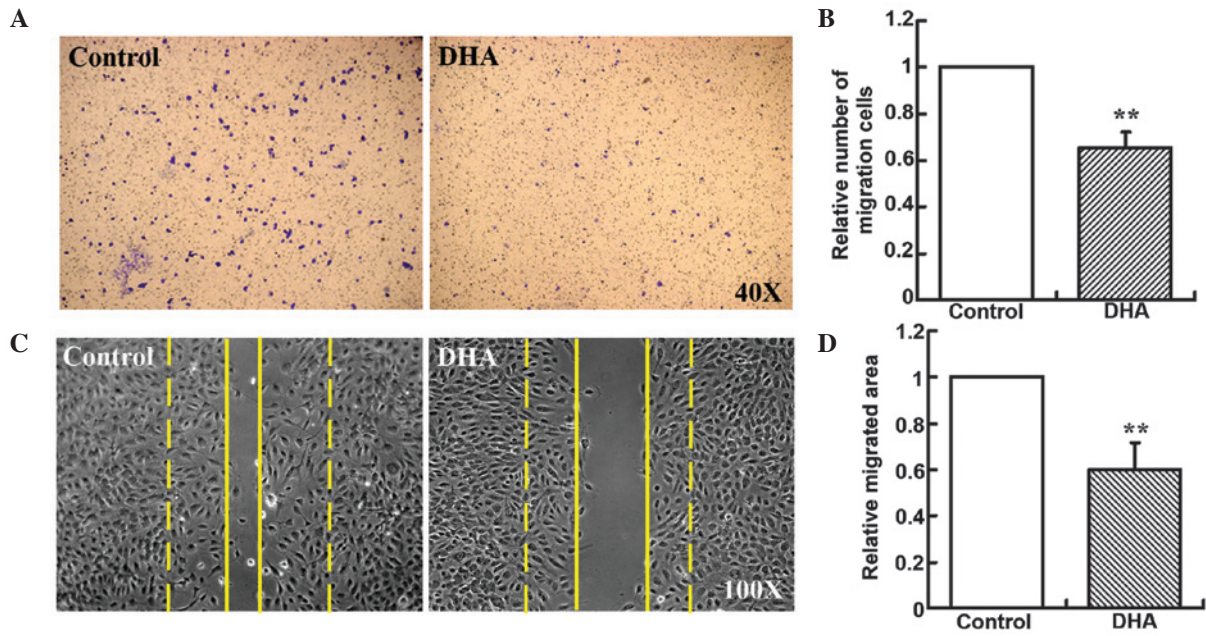 A
Control
DHA
40X
B
1.2
1
0.8
0.6
0.4
0.2
0
Relative number of
migration cells
**
Control
DHA
C
Control
DHA
100X
D
1.2
1
0.8
0.6
0.4
0.2
0
Relative migrated area
**
Control
DHA